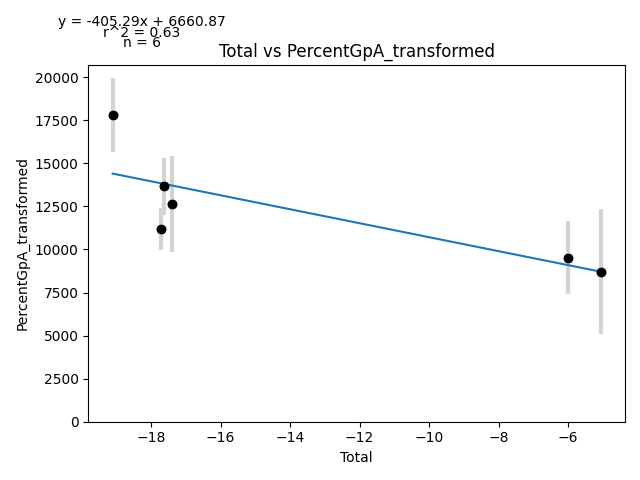 y = -405.29x + 6660.87
r^2 = 0.63
n = 6
Total vs PercentGpA_transformed
PercentGpA_transformed
20000
17500
15000
12500
10000
7500
5000
2500
0
−18 −16 −14 −12 −10 −8 −6
Total